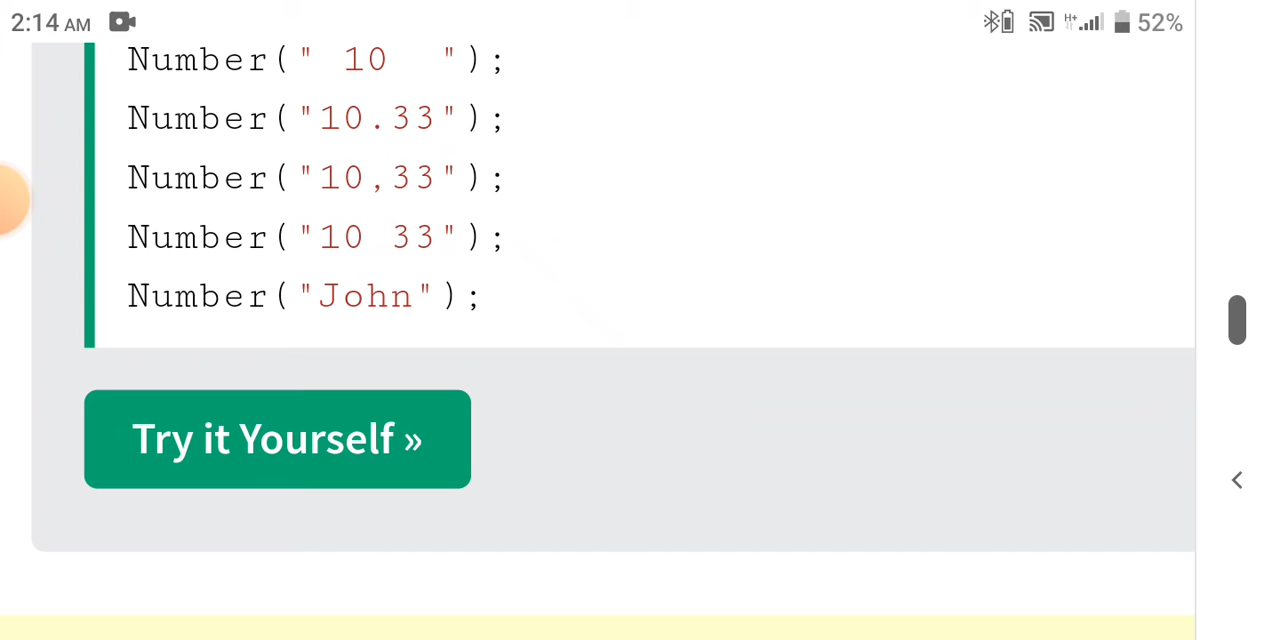 2:14 AM H+ 52%
Number(" 10  ");
Number("10.33");
Number("10,33");
Number("10 33");
Number("John");
Try it Yourself »